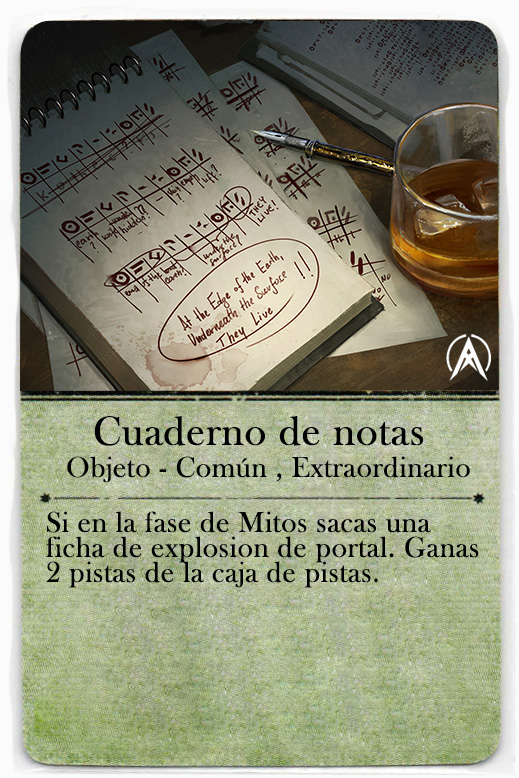 earth
THEY
LIVE!
At the Edge of the Earth,
Underneath the Surface !!
They Live
NO
Cuaderno de notas
Objeto - Común , Extraordinario
Si en la fase de Mitos sacas una
ficha de explosion de portal. Ganas
2 pistas de la caja de pistas.